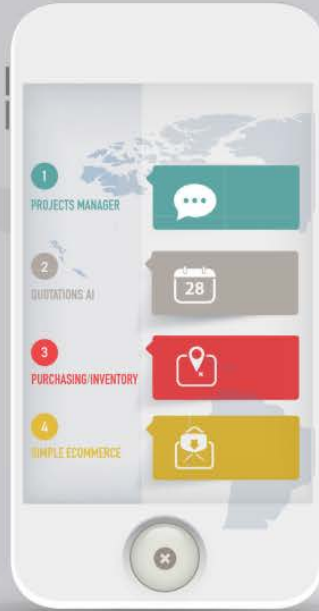 1
PROJECTS MANAGER
2
QUOTATIONS AI
28
3
PURCHASING/INVENTORY
4
SIMPLE ECOMMERCE